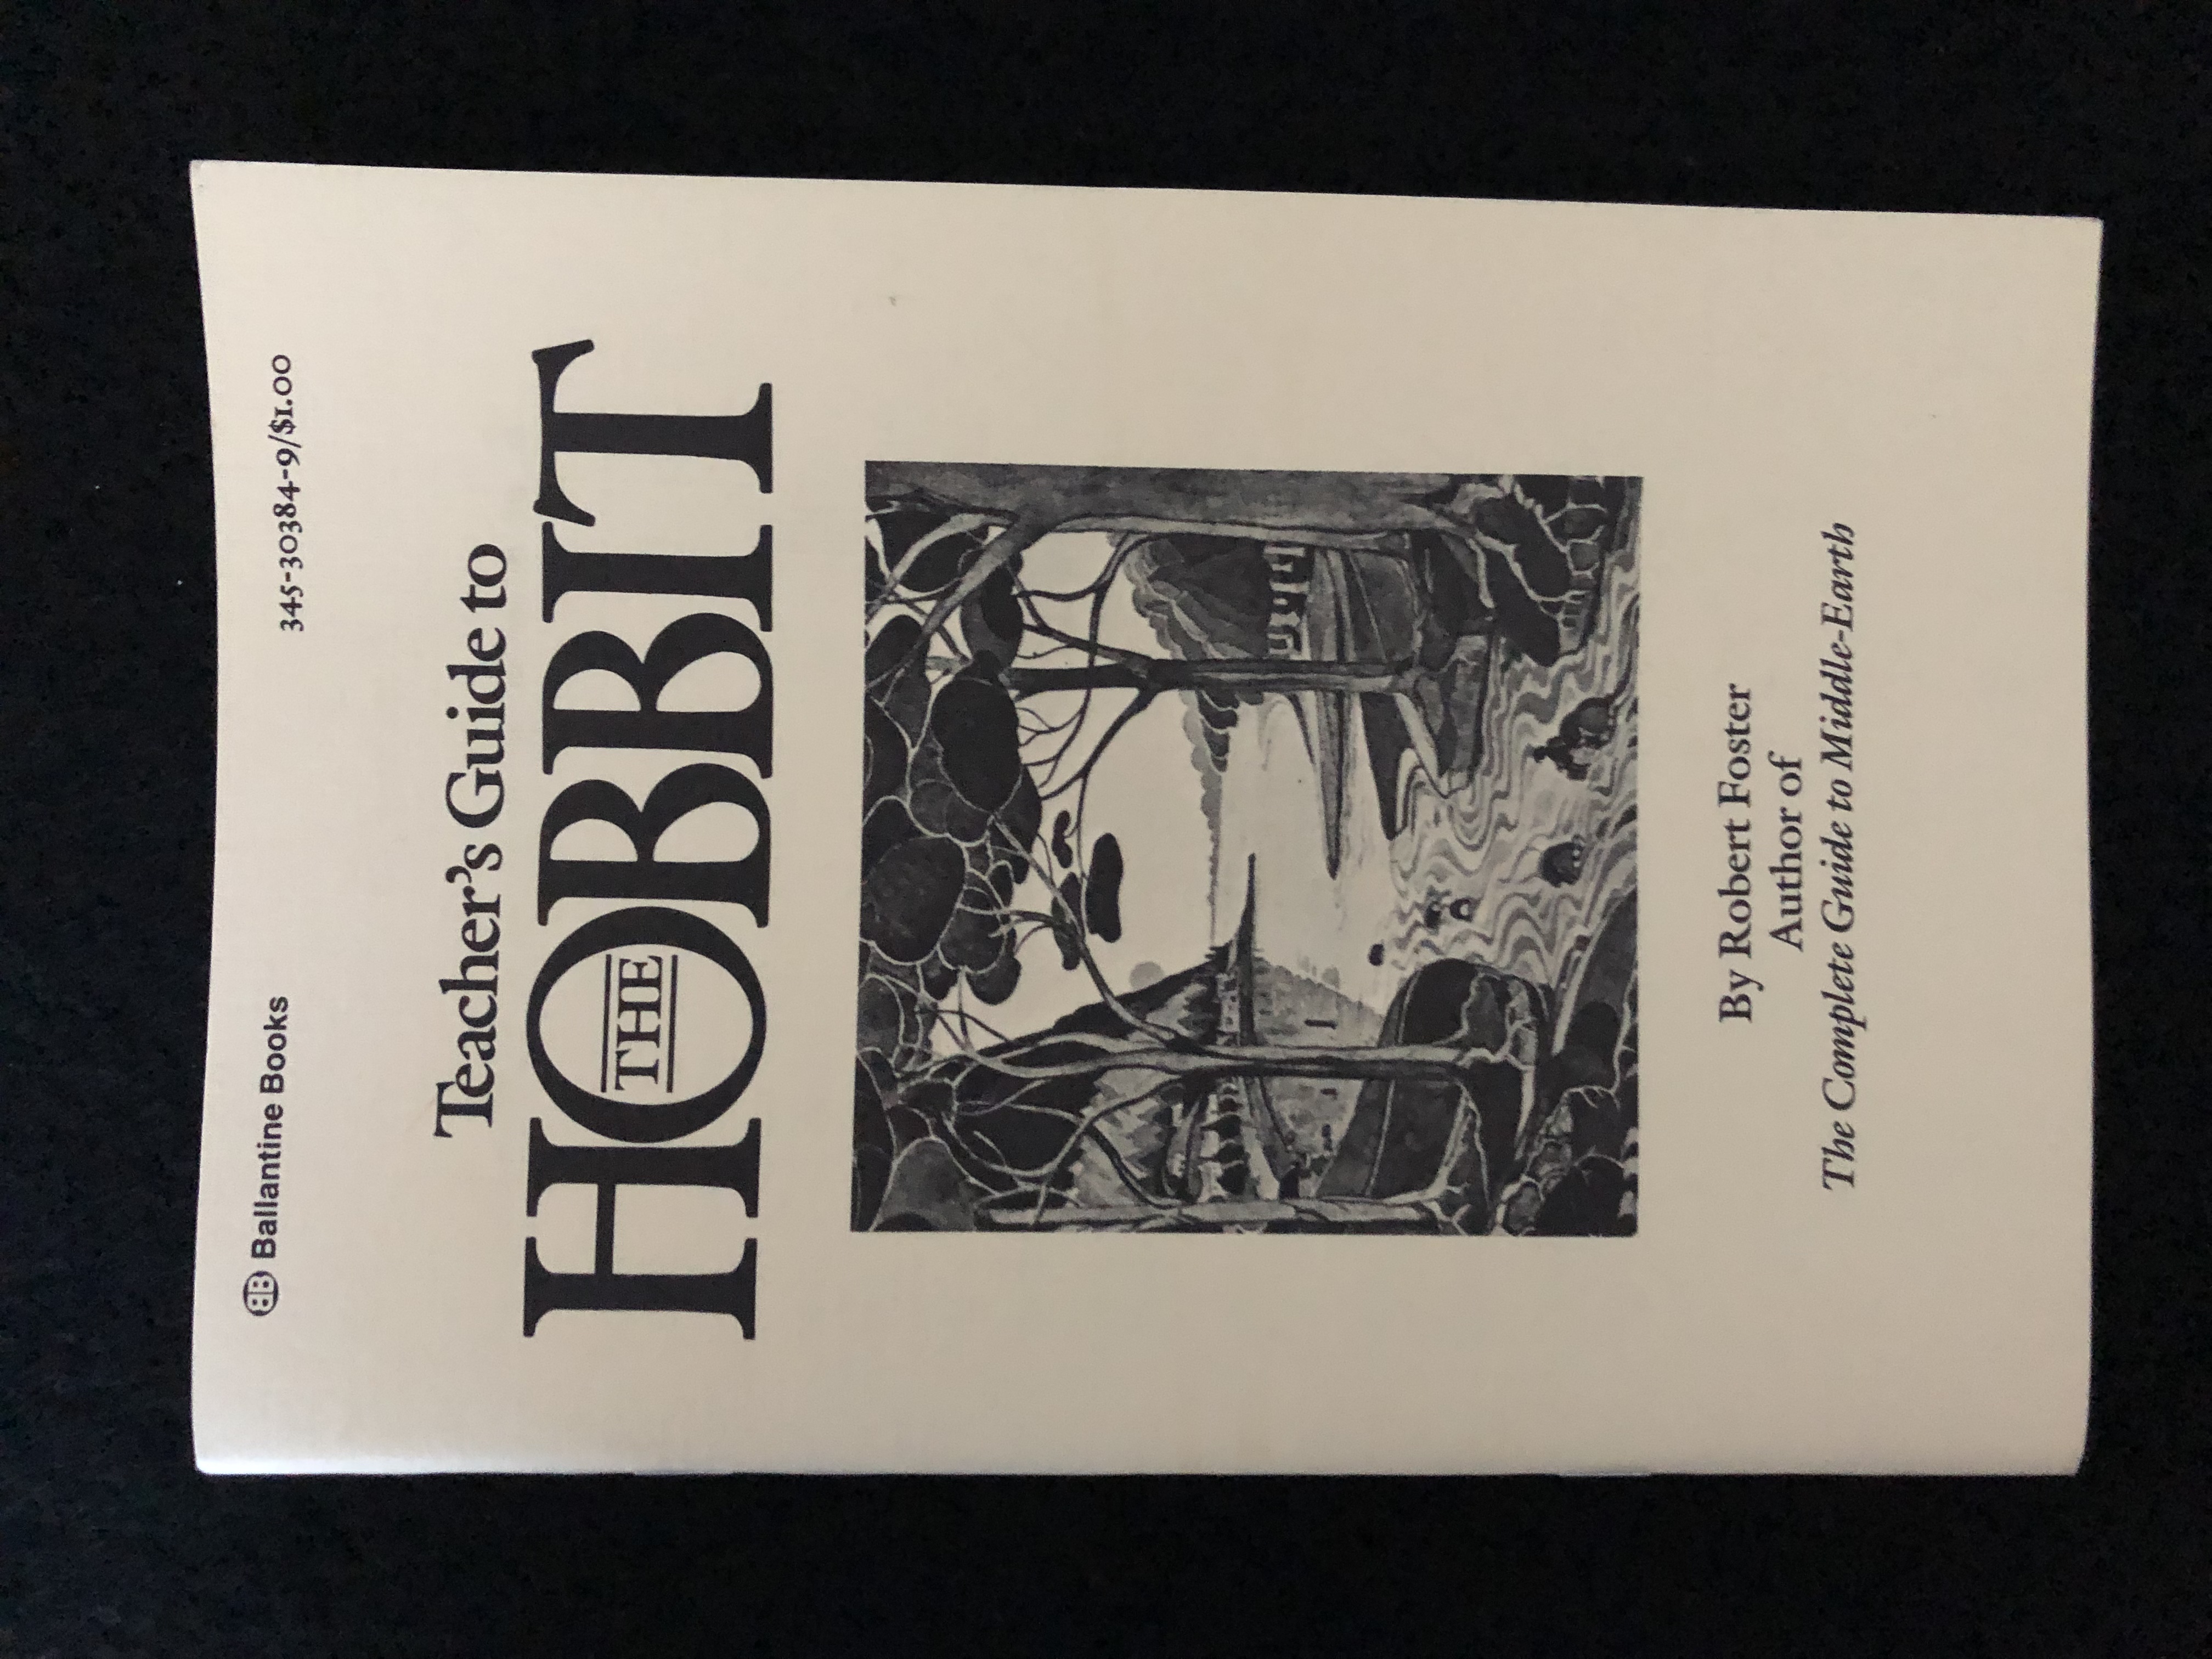 BB Ballantine Books
345-30384-9/$1.00
Teacher's Guide to
THE
HOBBIT
By Robert Foster
Author of
The Complete Guide to Middle-Earth